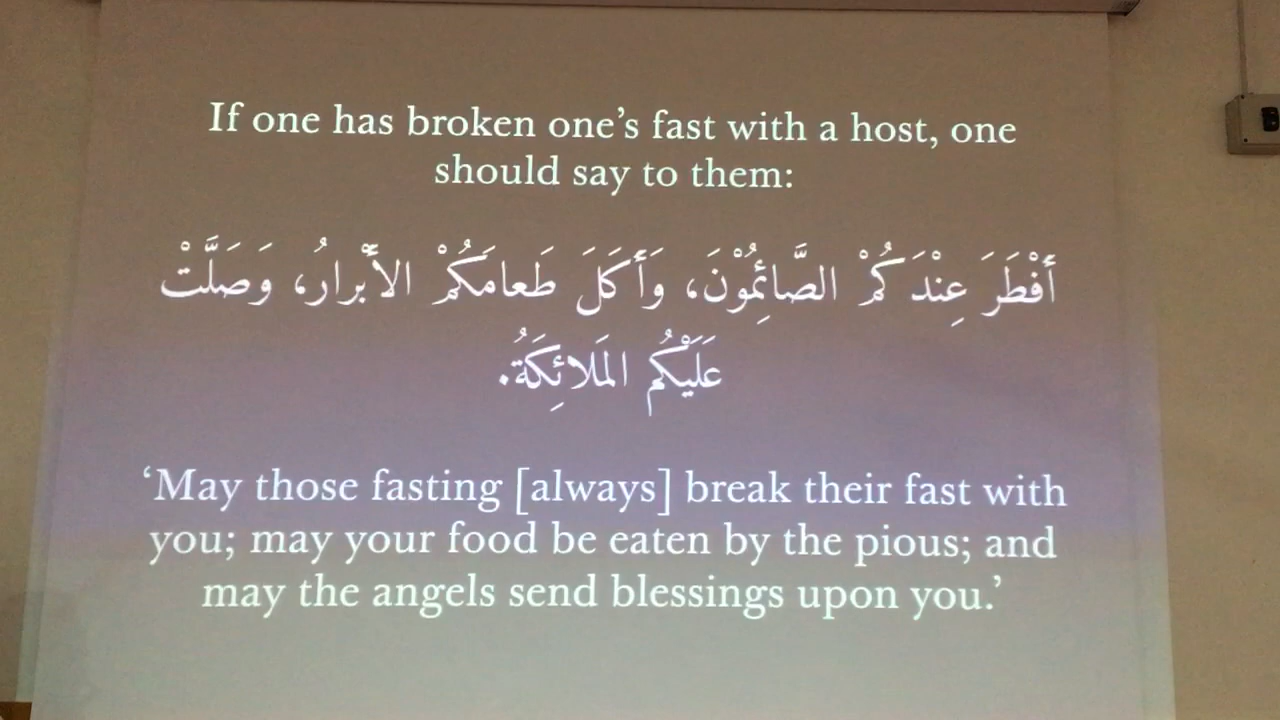 If one has broken one’s fast with a host, one
should say to them:
أَفْطَرَ عِنْدَكُمْ الصَّائِمُوْنَ، وَأَكَلَ طَعامَكُمْ الأَبْرارُ، وَصَلَّتْ
عَلَيْكُم المَلائِكَةُ.
‘May those fasting [always] break their fast with
you; may your food be eaten by the pious; and
may the angels send blessings upon you.’